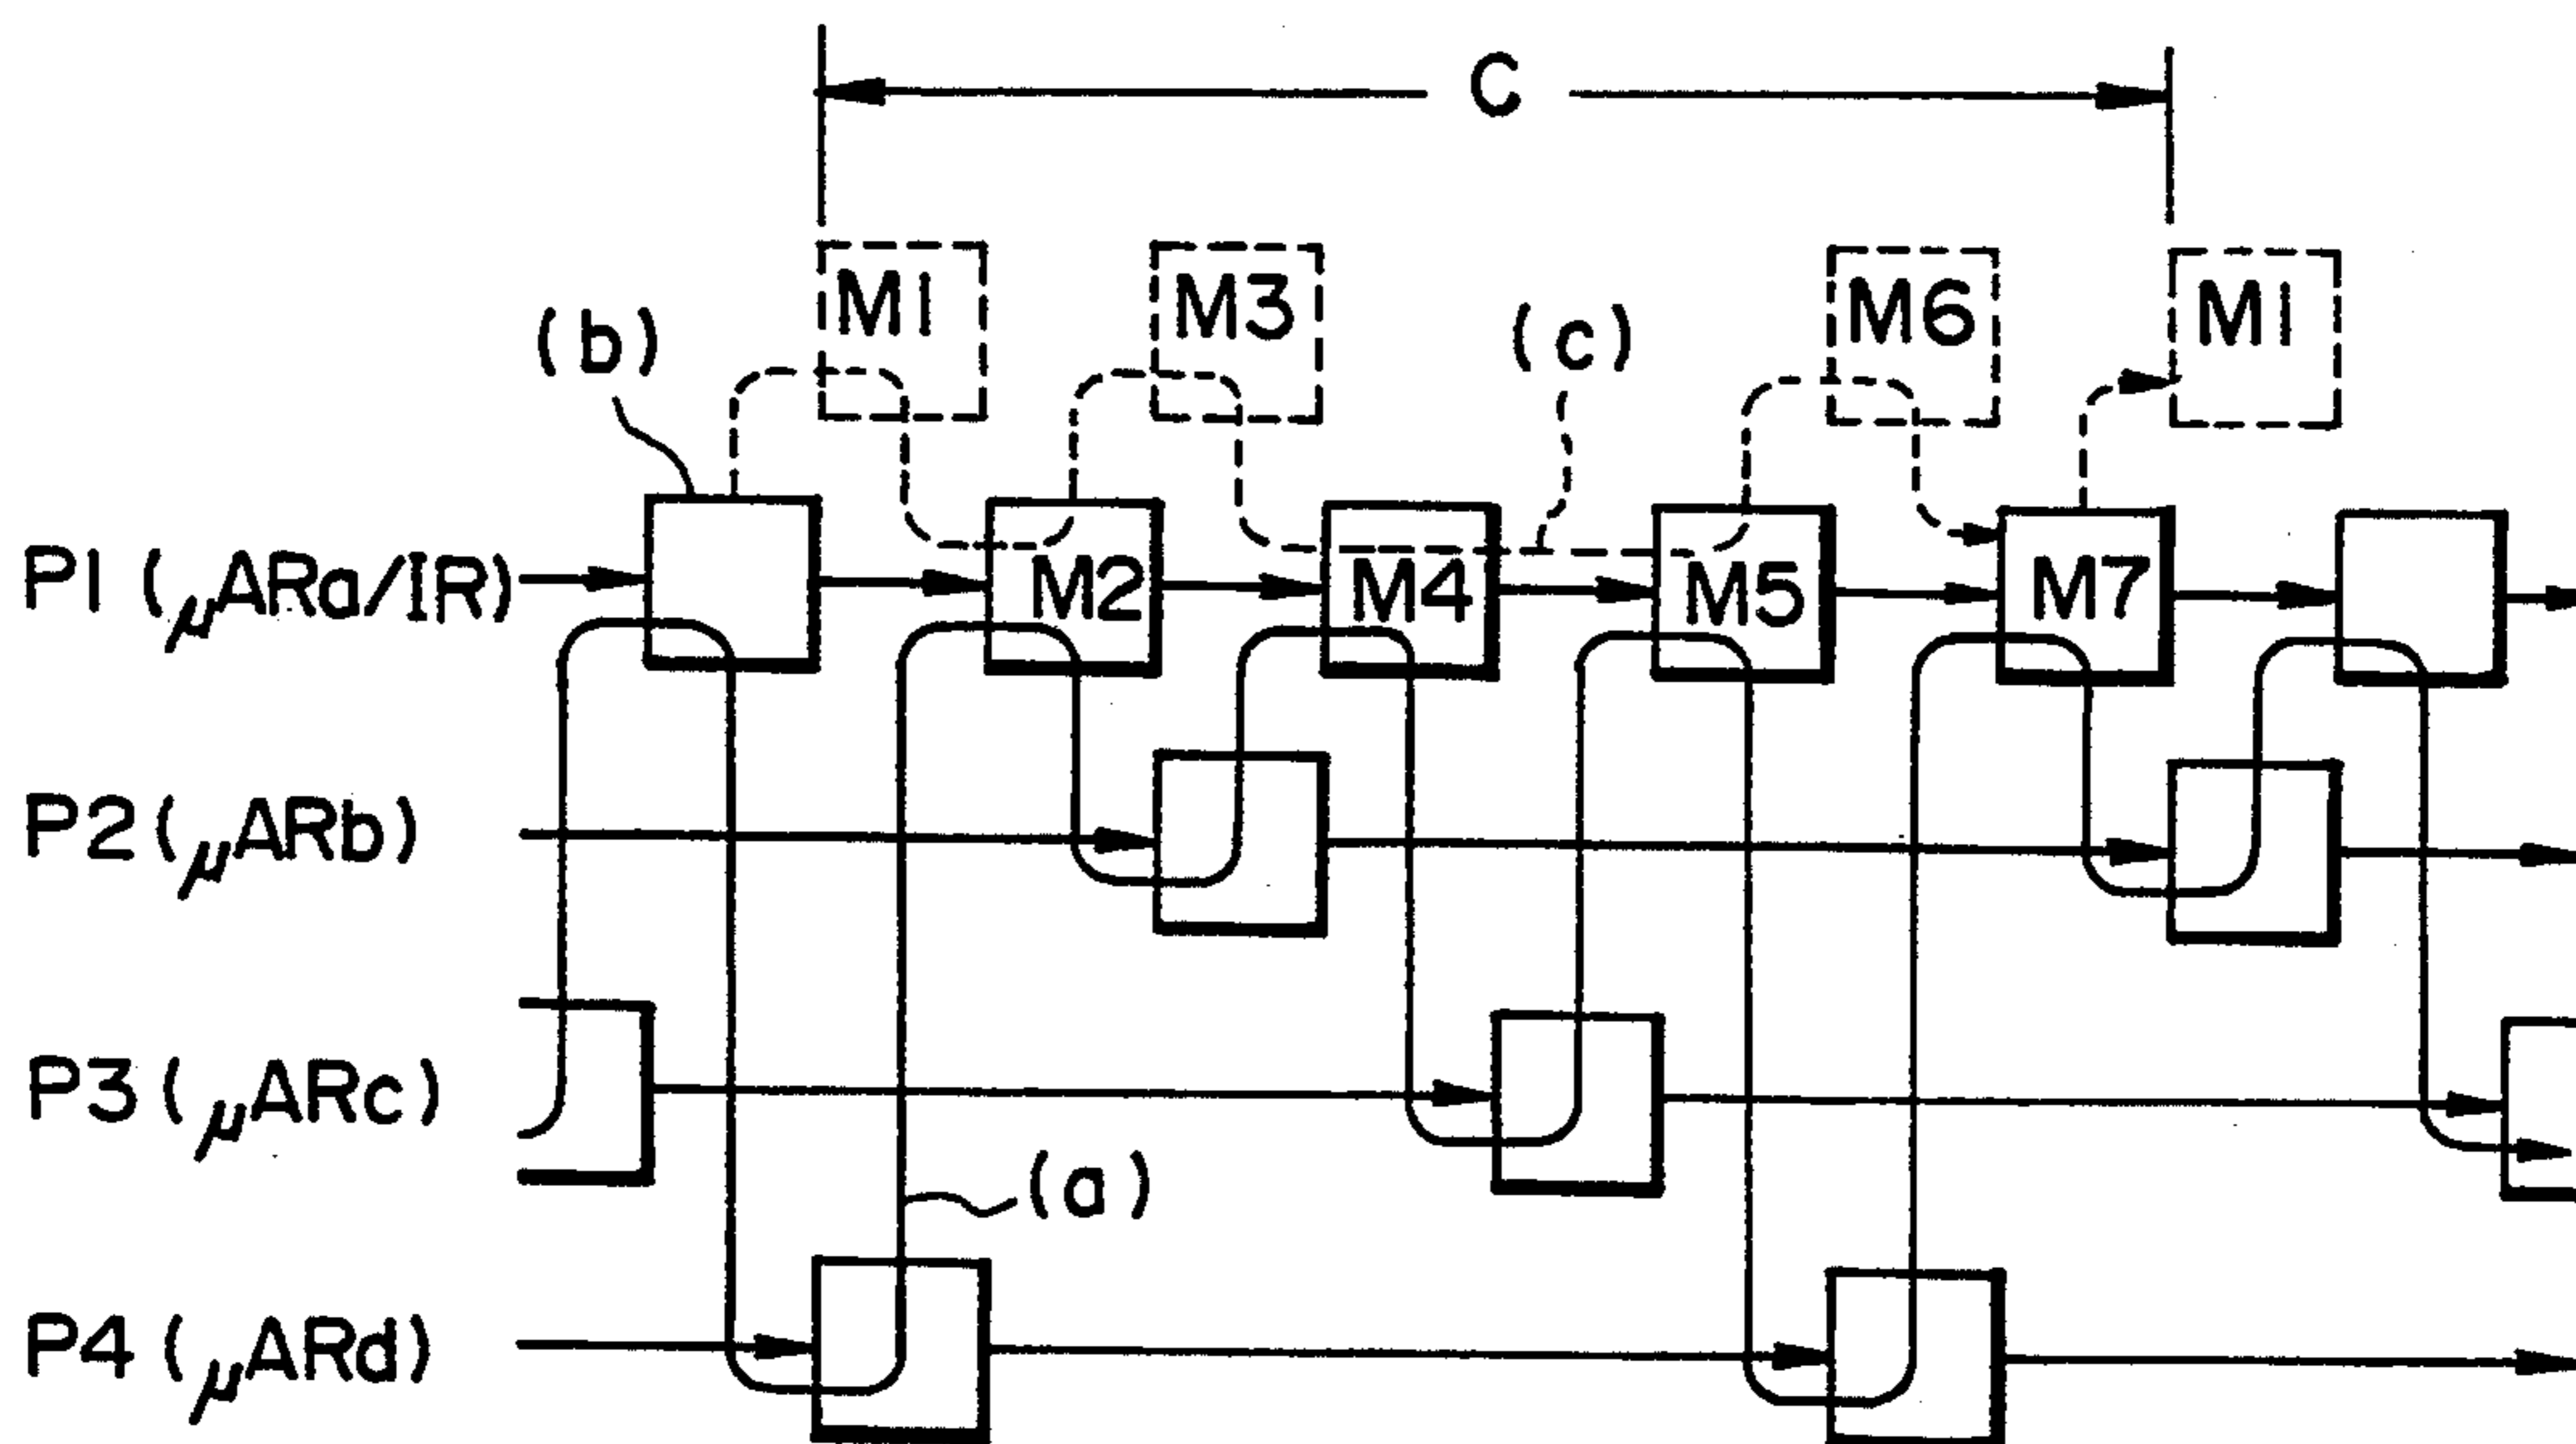 C
M1 M3 M6 M1
(b) (c)
P1 (μARa/IR) M2 M4 M5 M7
P2 (μARb)
P3 (μARc)
(a)
P4 (μARd)